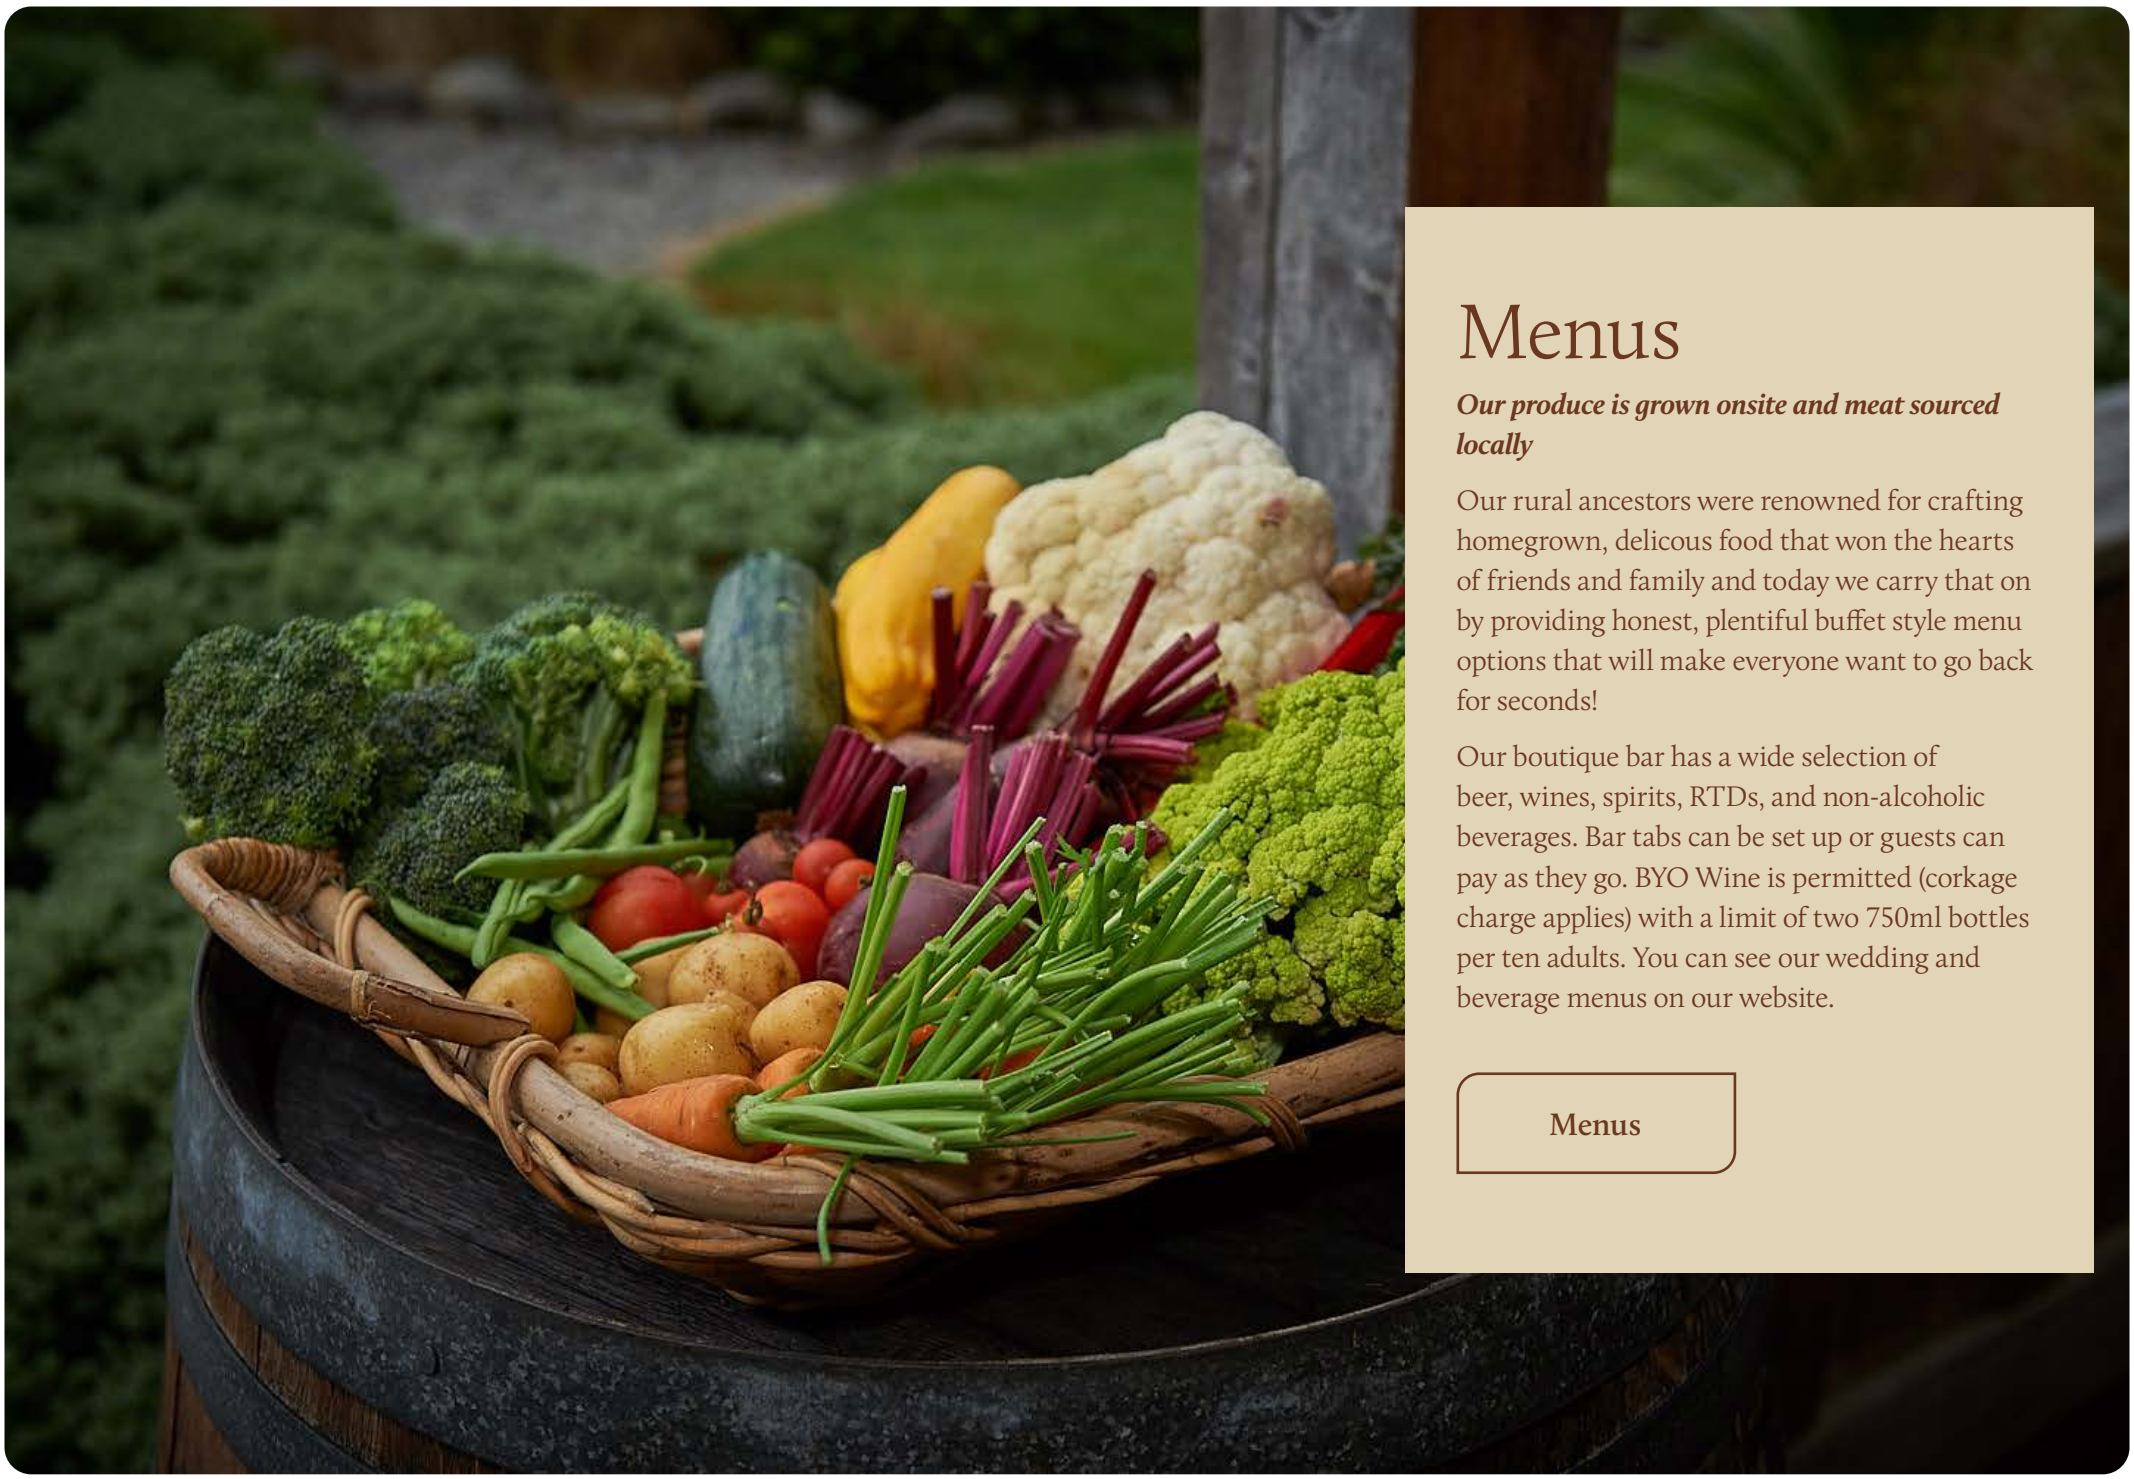 Menus
Our produce is grown onsite and meat sourced
locally
Our rural ancestors were renowned for crafting
homegrown, delicous food that won the hearts
of friends and family and today we carry that on
by providing honest, plentiful buffet style menu
options that will make everyone want to go back
for seconds!
Our boutique bar has a wide selection of
beer, wines, spirits, RTDs, and non-alcoholic
beverages. Bar tabs can be set up or guests can
pay as they go. BYO Wine is permitted (corkage
charge applies) with a limit of two 750ml bottles
per ten adults. You can see our wedding and
beverage menus on our website.
Menus